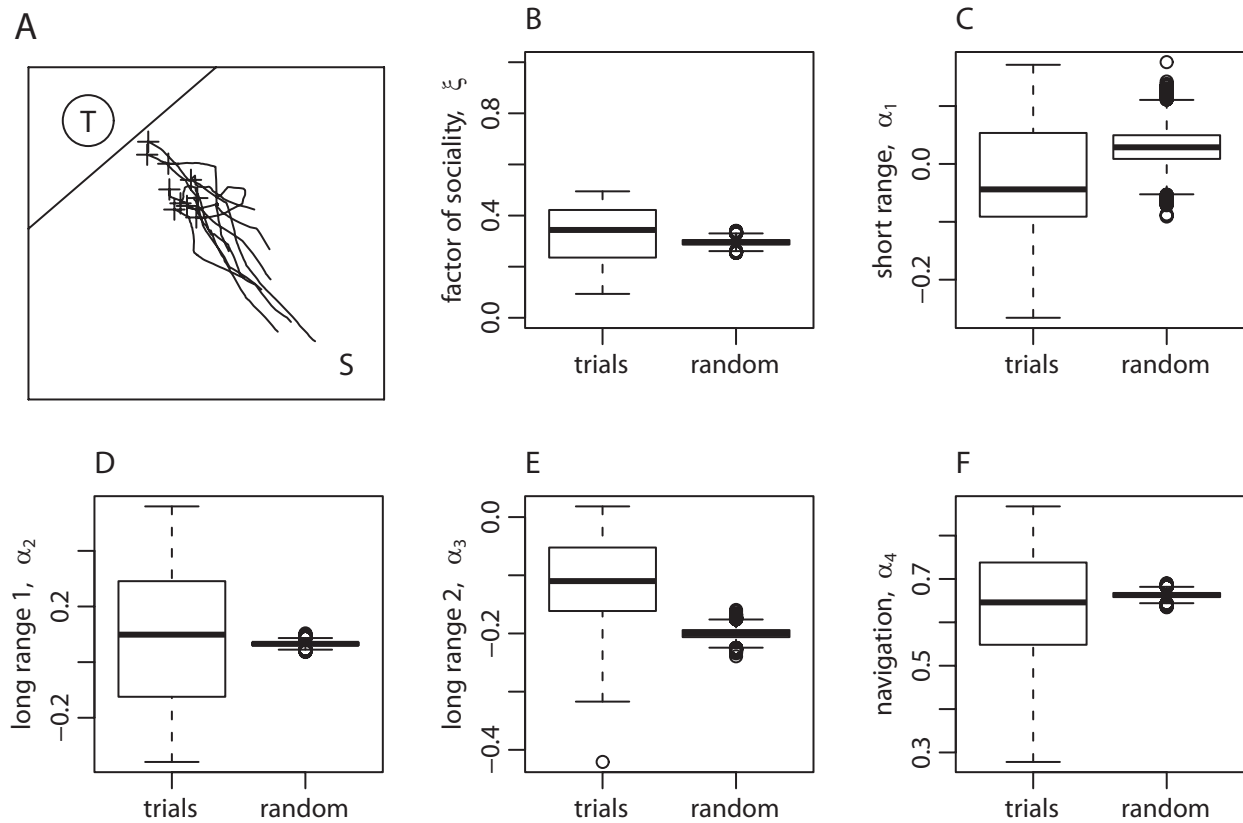 A
T
S
B
factor of sociality, ξ
0.0
0.4
0.8
trials
random
C
short range, α1
−0.2
0.0
trials
random
D
long range 1, α2
−0.2
0.2
trials
random
E
long range 2, α3
−0.4
−0.2
0.0
trials
random
F
navigation, α4
0.3
0.5
0.7
trials
random